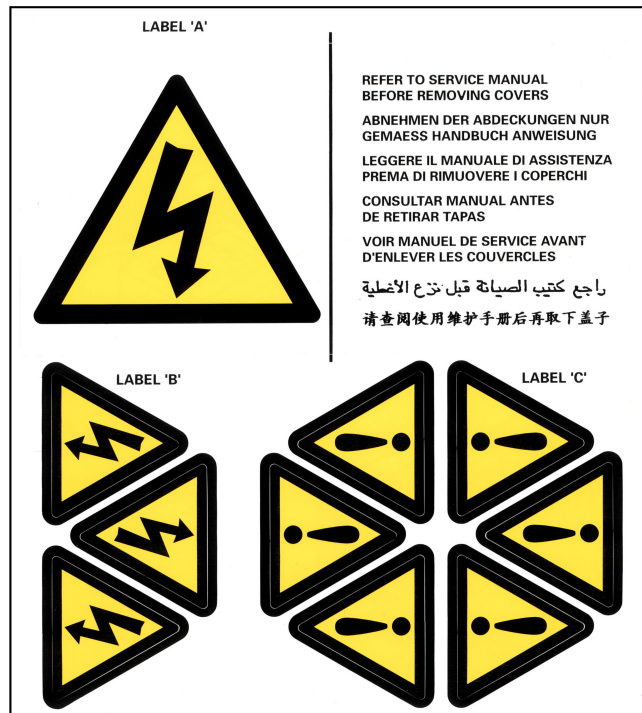 LABEL 'A'
REFER TO SERVICE MANUAL
BEFORE REMOVING COVERS
ABNEHMEN DER ABDECKUNGEN NUR
GEMAESS HANDBUCH ANWEISUNG
LEGGERE IL MANUALE DI ASSISTENZA
PREMA DI RIMUOVERE I COPERCHI
CONSULTAR MANUAL ANTES
DE RETIRAR TAPAS
VOIR MANUEL DE SERVICE AVANT
D'ENLEVER LES COUVERCLES
راجع كتيب الصيانة قبل نزع الأغطية
请查阅使用维护手册后再取下盖子
LABEL 'B'
LABEL 'C'